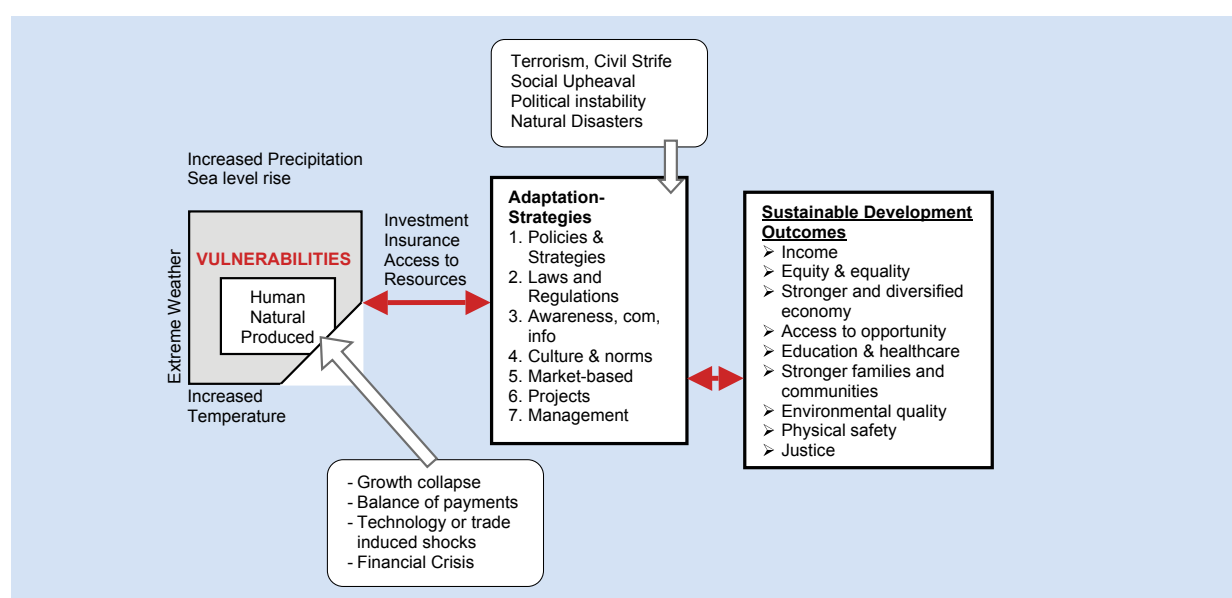 Terrorism, Civil Strife
Social Upheaval
Political instability
Natural Disasters
Increased Precipitation
Sea level rise
Extreme Weather
VULNERABILITIES
Human
Natural
Produced
Increased
Temperature
Investment
Insurance
Access to
Resources
Adaptation-
Strategies
1. Policies &
Strategies
2. Laws and
Regulations
3. Awareness, com,
info
4. Culture & norms
5. Market-based
6. Projects
7. Management
Sustainable Development
Outcomes
➢ Income
➢ Equity & equality
➢ Stronger and diversified
economy
➢ Access to opportunity
➢ Education & healthcare
➢ Stronger families and
communities
➢ Environmental quality
➢ Physical safety
➢ Justice
- Growth collapse
- Balance of payments
- Technology or trade
induced shocks
- Financial Crisis